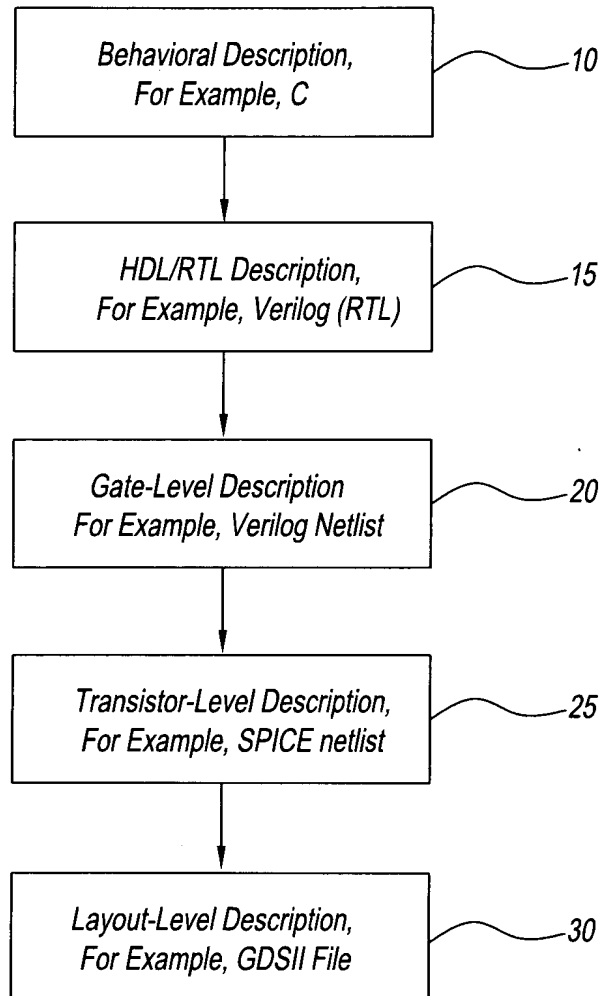 Behavioral Description,
For Example, C
10
HDL/RTL Description,
For Example, Verilog (RTL)
15
Gate-Level Description
For Example, Verilog Netlist
20
Transistor-Level Description,
For Example, SPICE netlist
25
Layout-Level Description,
For Example, GDSII File
30